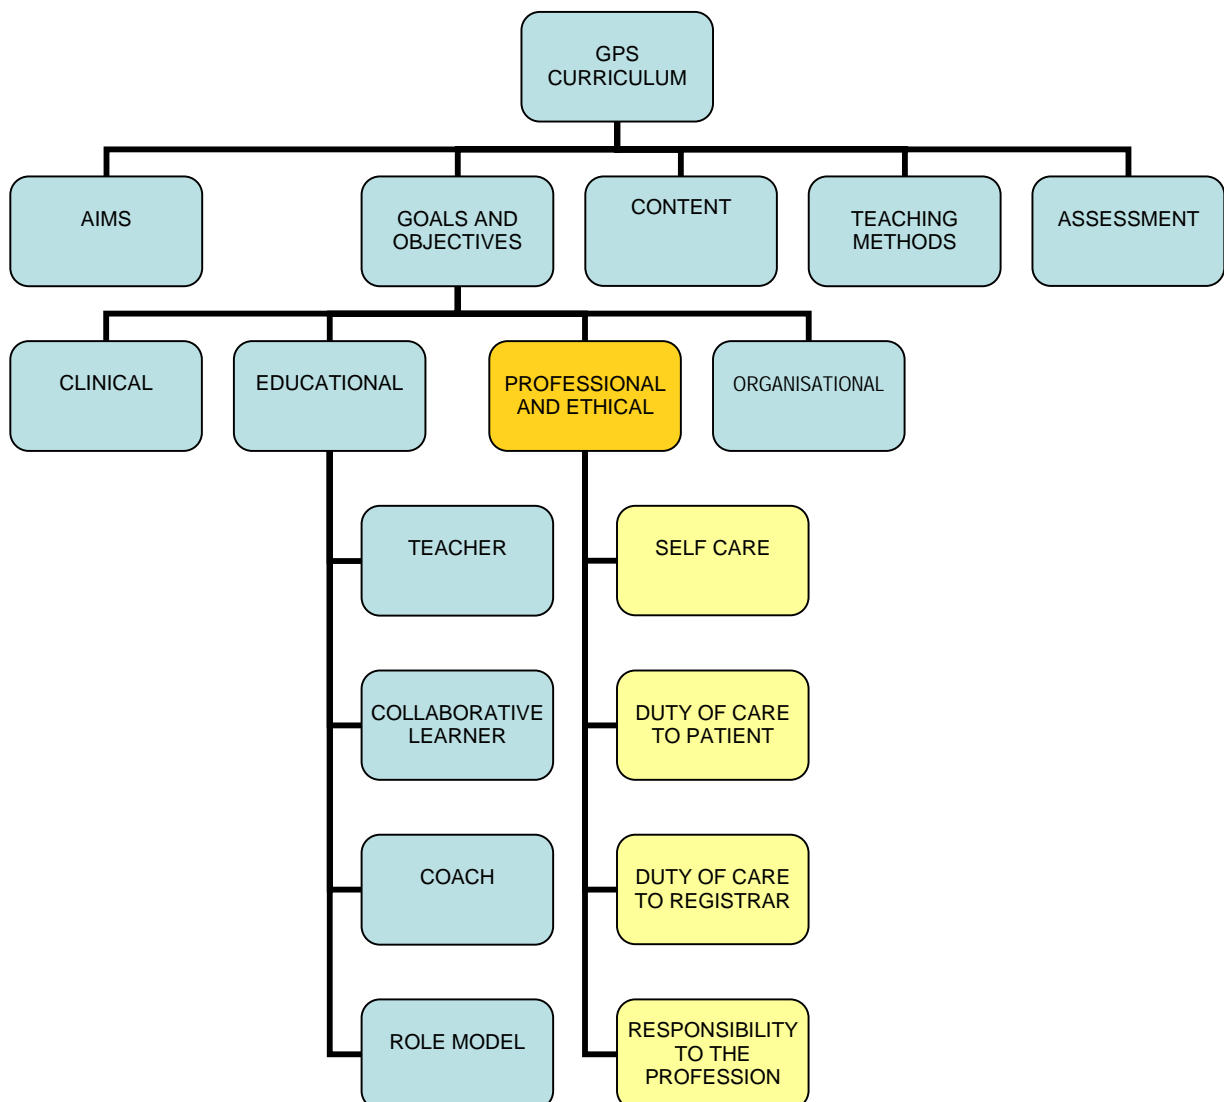 GPS
CURRICULUM
AIMS
GOALS AND
OBJECTIVES
CONTENT
TEACHING
METHODS
ASSESSMENT
CLINICAL
EDUCATIONAL
PROFESSIONAL
AND ETHICAL
ORGANISATIONAL
TEACHER
SELF CARE
COLLABORATIVE
LEARNER
DUTY OF CARE
TO PATIENT
COACH
DUTY OF CARE
TO REGISTRAR
ROLE MODEL
RESPONSIBILITY
TO THE
PROFESSION